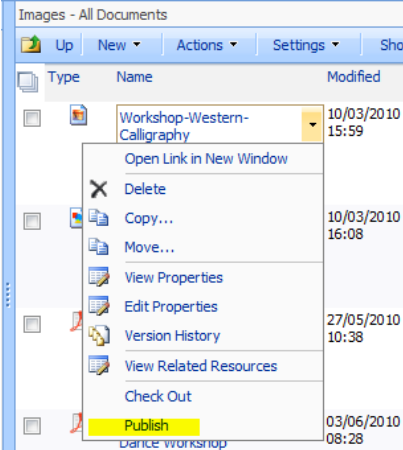 Images - All Documents
Up New Actions Settings Sho
Type Name Modified
Workshop-Western-
Calligraphy
10/03/2010
15:59
Open Link in New Window
Delete
Copy...
10/03/2010
16:08
Move...
View Properties
Edit Properties
Version History
27/05/2010
10:38
View Related Resources
Check Out
Publish
Dance Workshop
03/06/2010
08:28